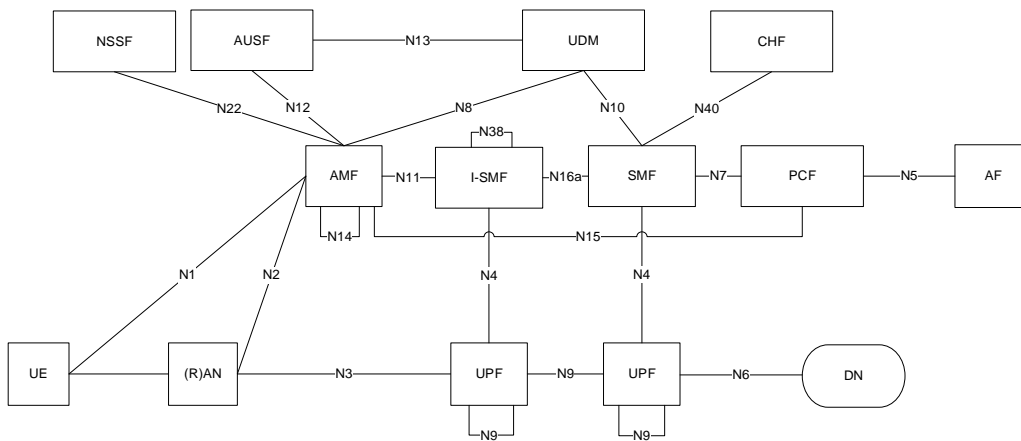 NSSF
AUSF
N13
UDM
CHF
N22
N12
N8
N10
N40
N38
AMF
N11
I-SMF
N16a
SMF
N7
PCF
N5
AF
N14
N15
N1
N2
N4
N4
UE
(R)AN
N3
UPF
N9
UPF
N6
DN
N9
N9